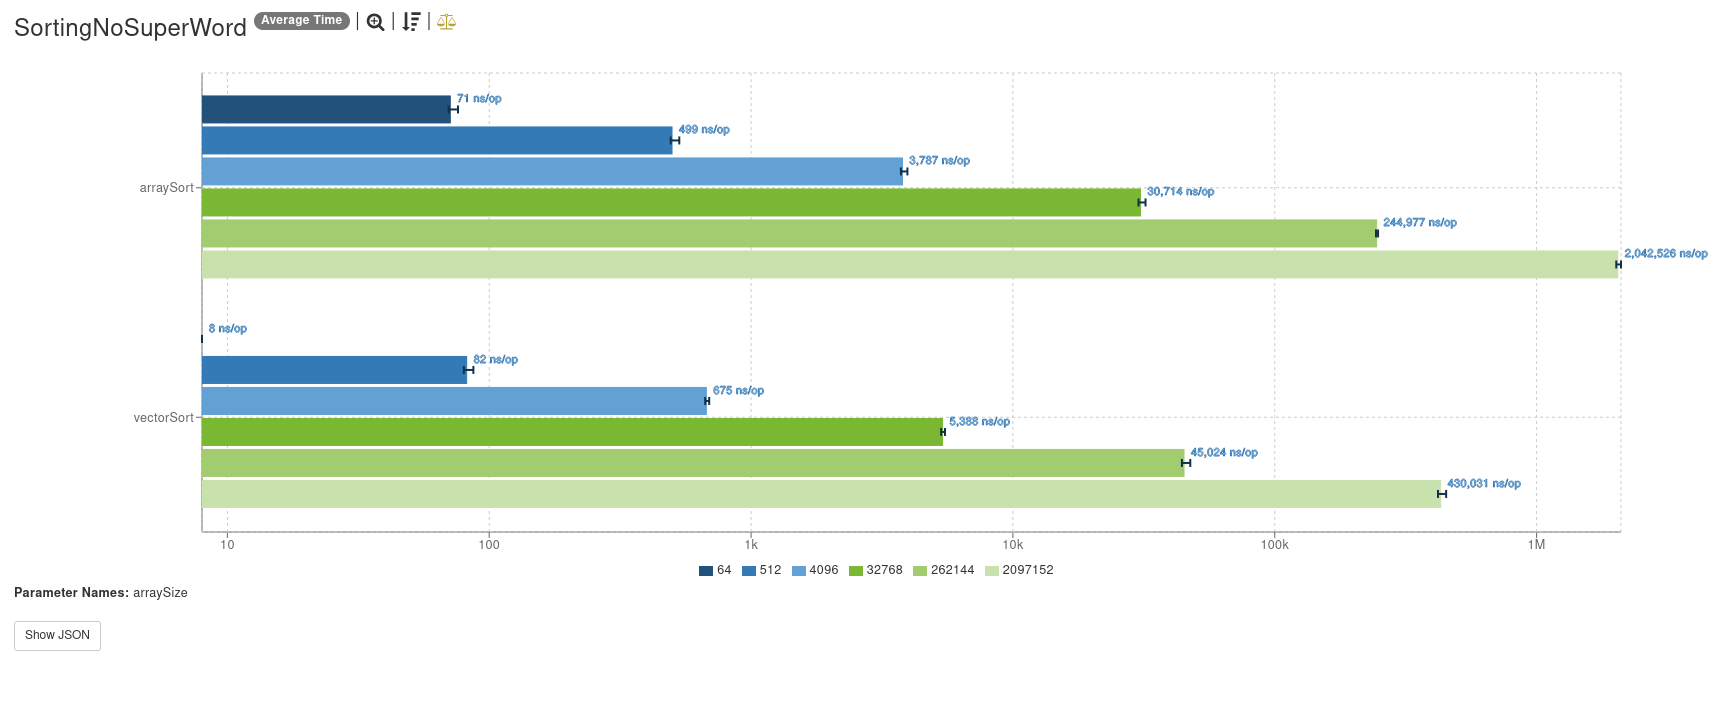 SortingNoSuperWord Average Time
71 ns/op
499 ns/op
3,787 ns/op
arraySort
30,714 ns/op
244,977 ns/op
2,042,526 ns/op
8 ns/op
82 ns/op
675 ns/op
vectorSort
5,388 ns/op
45,024 ns/op
430,031 ns/op
10 100 1k 10k 100k 1M
64 512 4096 32768 262144 2097152
Parameter Names: arraySize
Show JSON